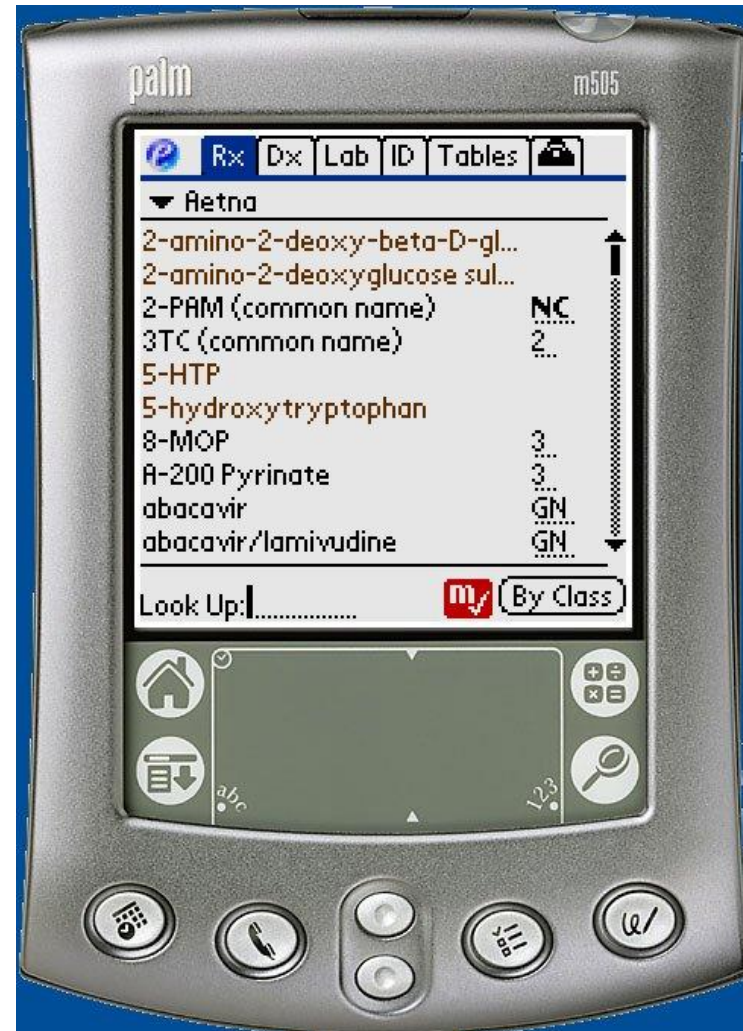 palm
m505
Rx Dx Lab ID Tables
Aetna
2-amino-2-deoxy-beta-D-gl...
2-amino-2-deoxyglucose sul...
2-PAM (common name) NC
3TC (common name) 2
5-HTP
5-hydroxytryptophan
8-MOP 3
A-200 Pyrinate 3
abacavir GN
abacavir/lamivudine GN
Look Up: m By Class
abc 123